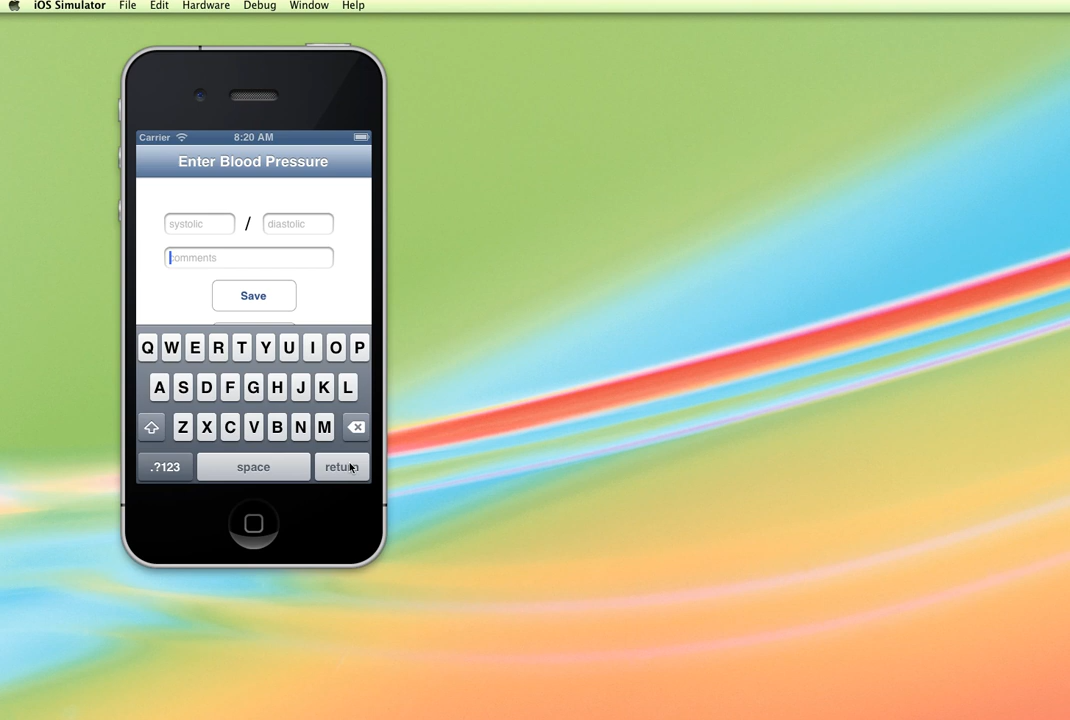 iOS Simulator File Edit Hardware Debug Window Help
Carrier 8:20 AM
Enter Blood Pressure
systolic / diastolic
comments
Save
Q W E R T Y U I O P
A S D F G H J K L
Z X C V B N M
.?123 space return